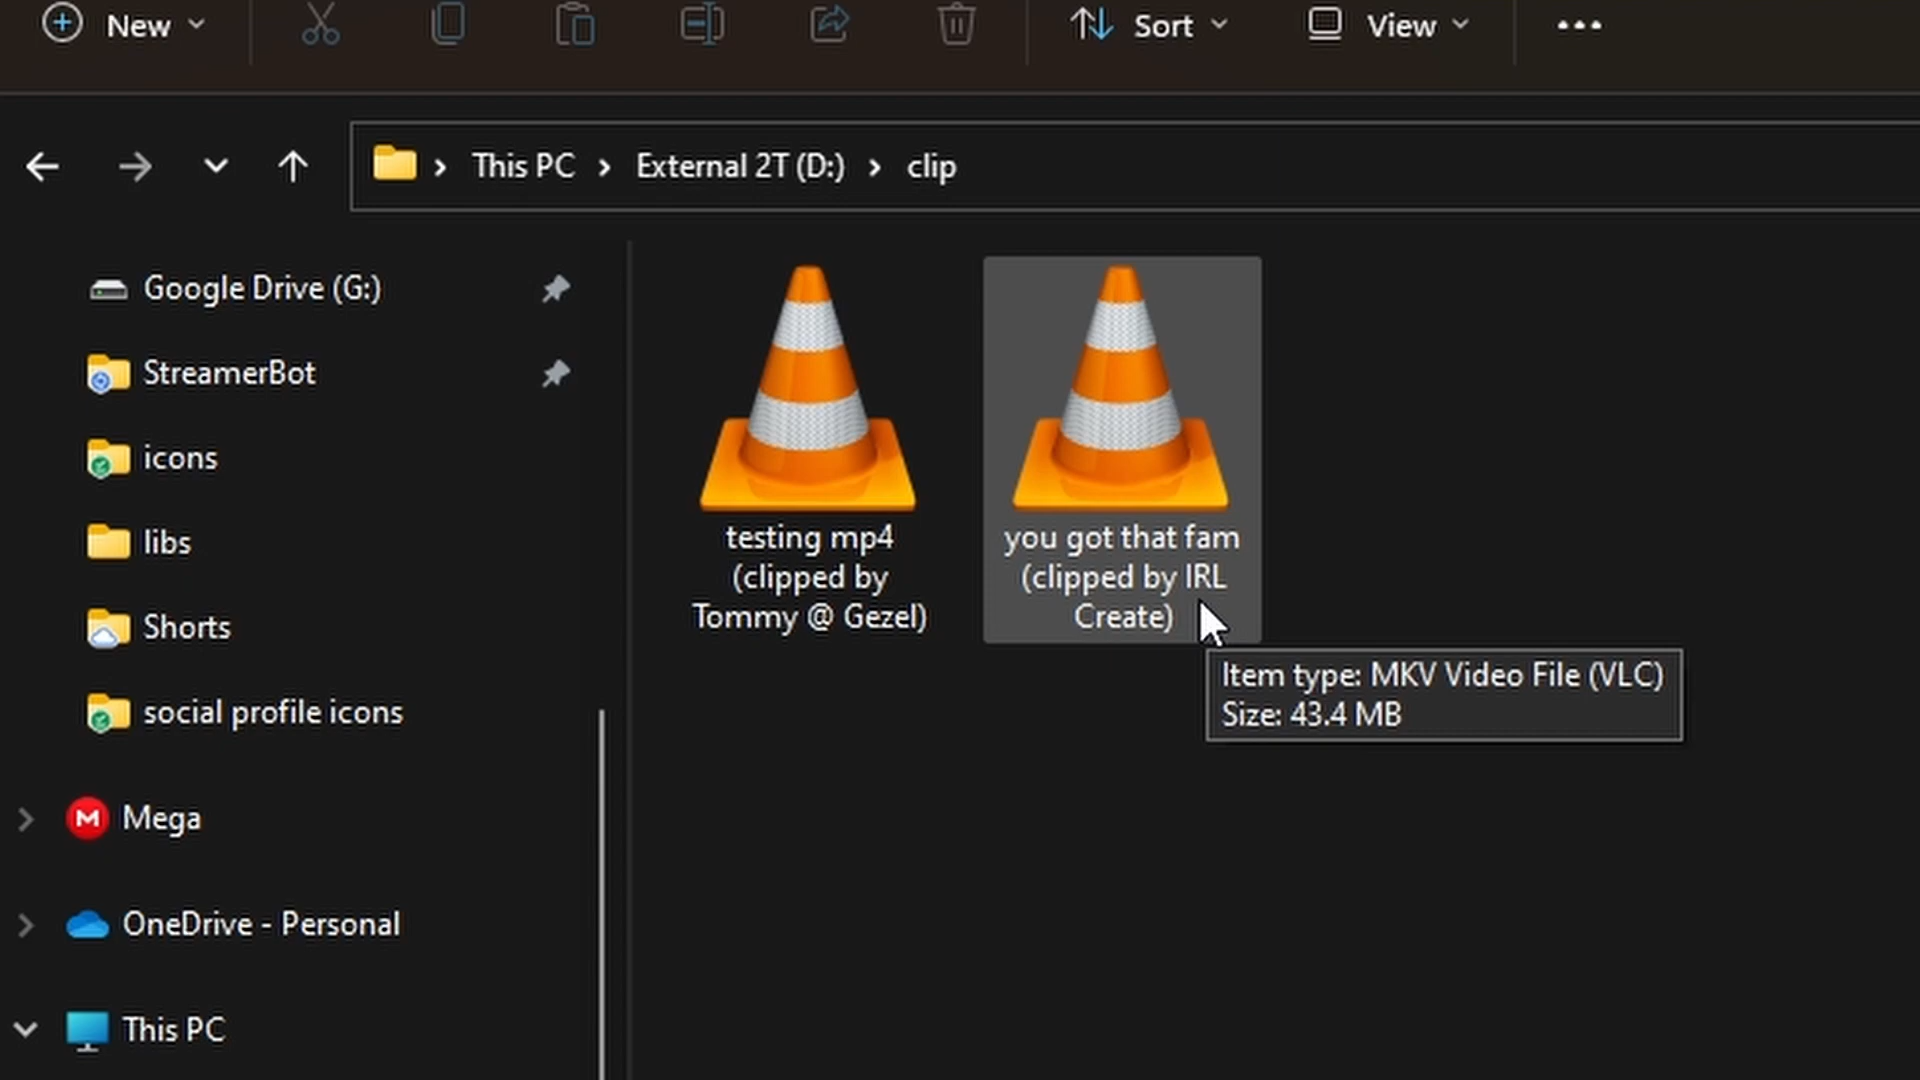 New
Sort
View
This PC
External 2T (D:)
clip
Google Drive (G:)
StreamerBot
icons
libs
Shorts
social profile icons
Mega
OneDrive - Personal
This PC
testing mp4
(clipped by
Tommy @ Gezel)
you got that fam
(clipped by IRL
Create)
Item type: MKV Video File (VLC)
Size: 43.4 MB